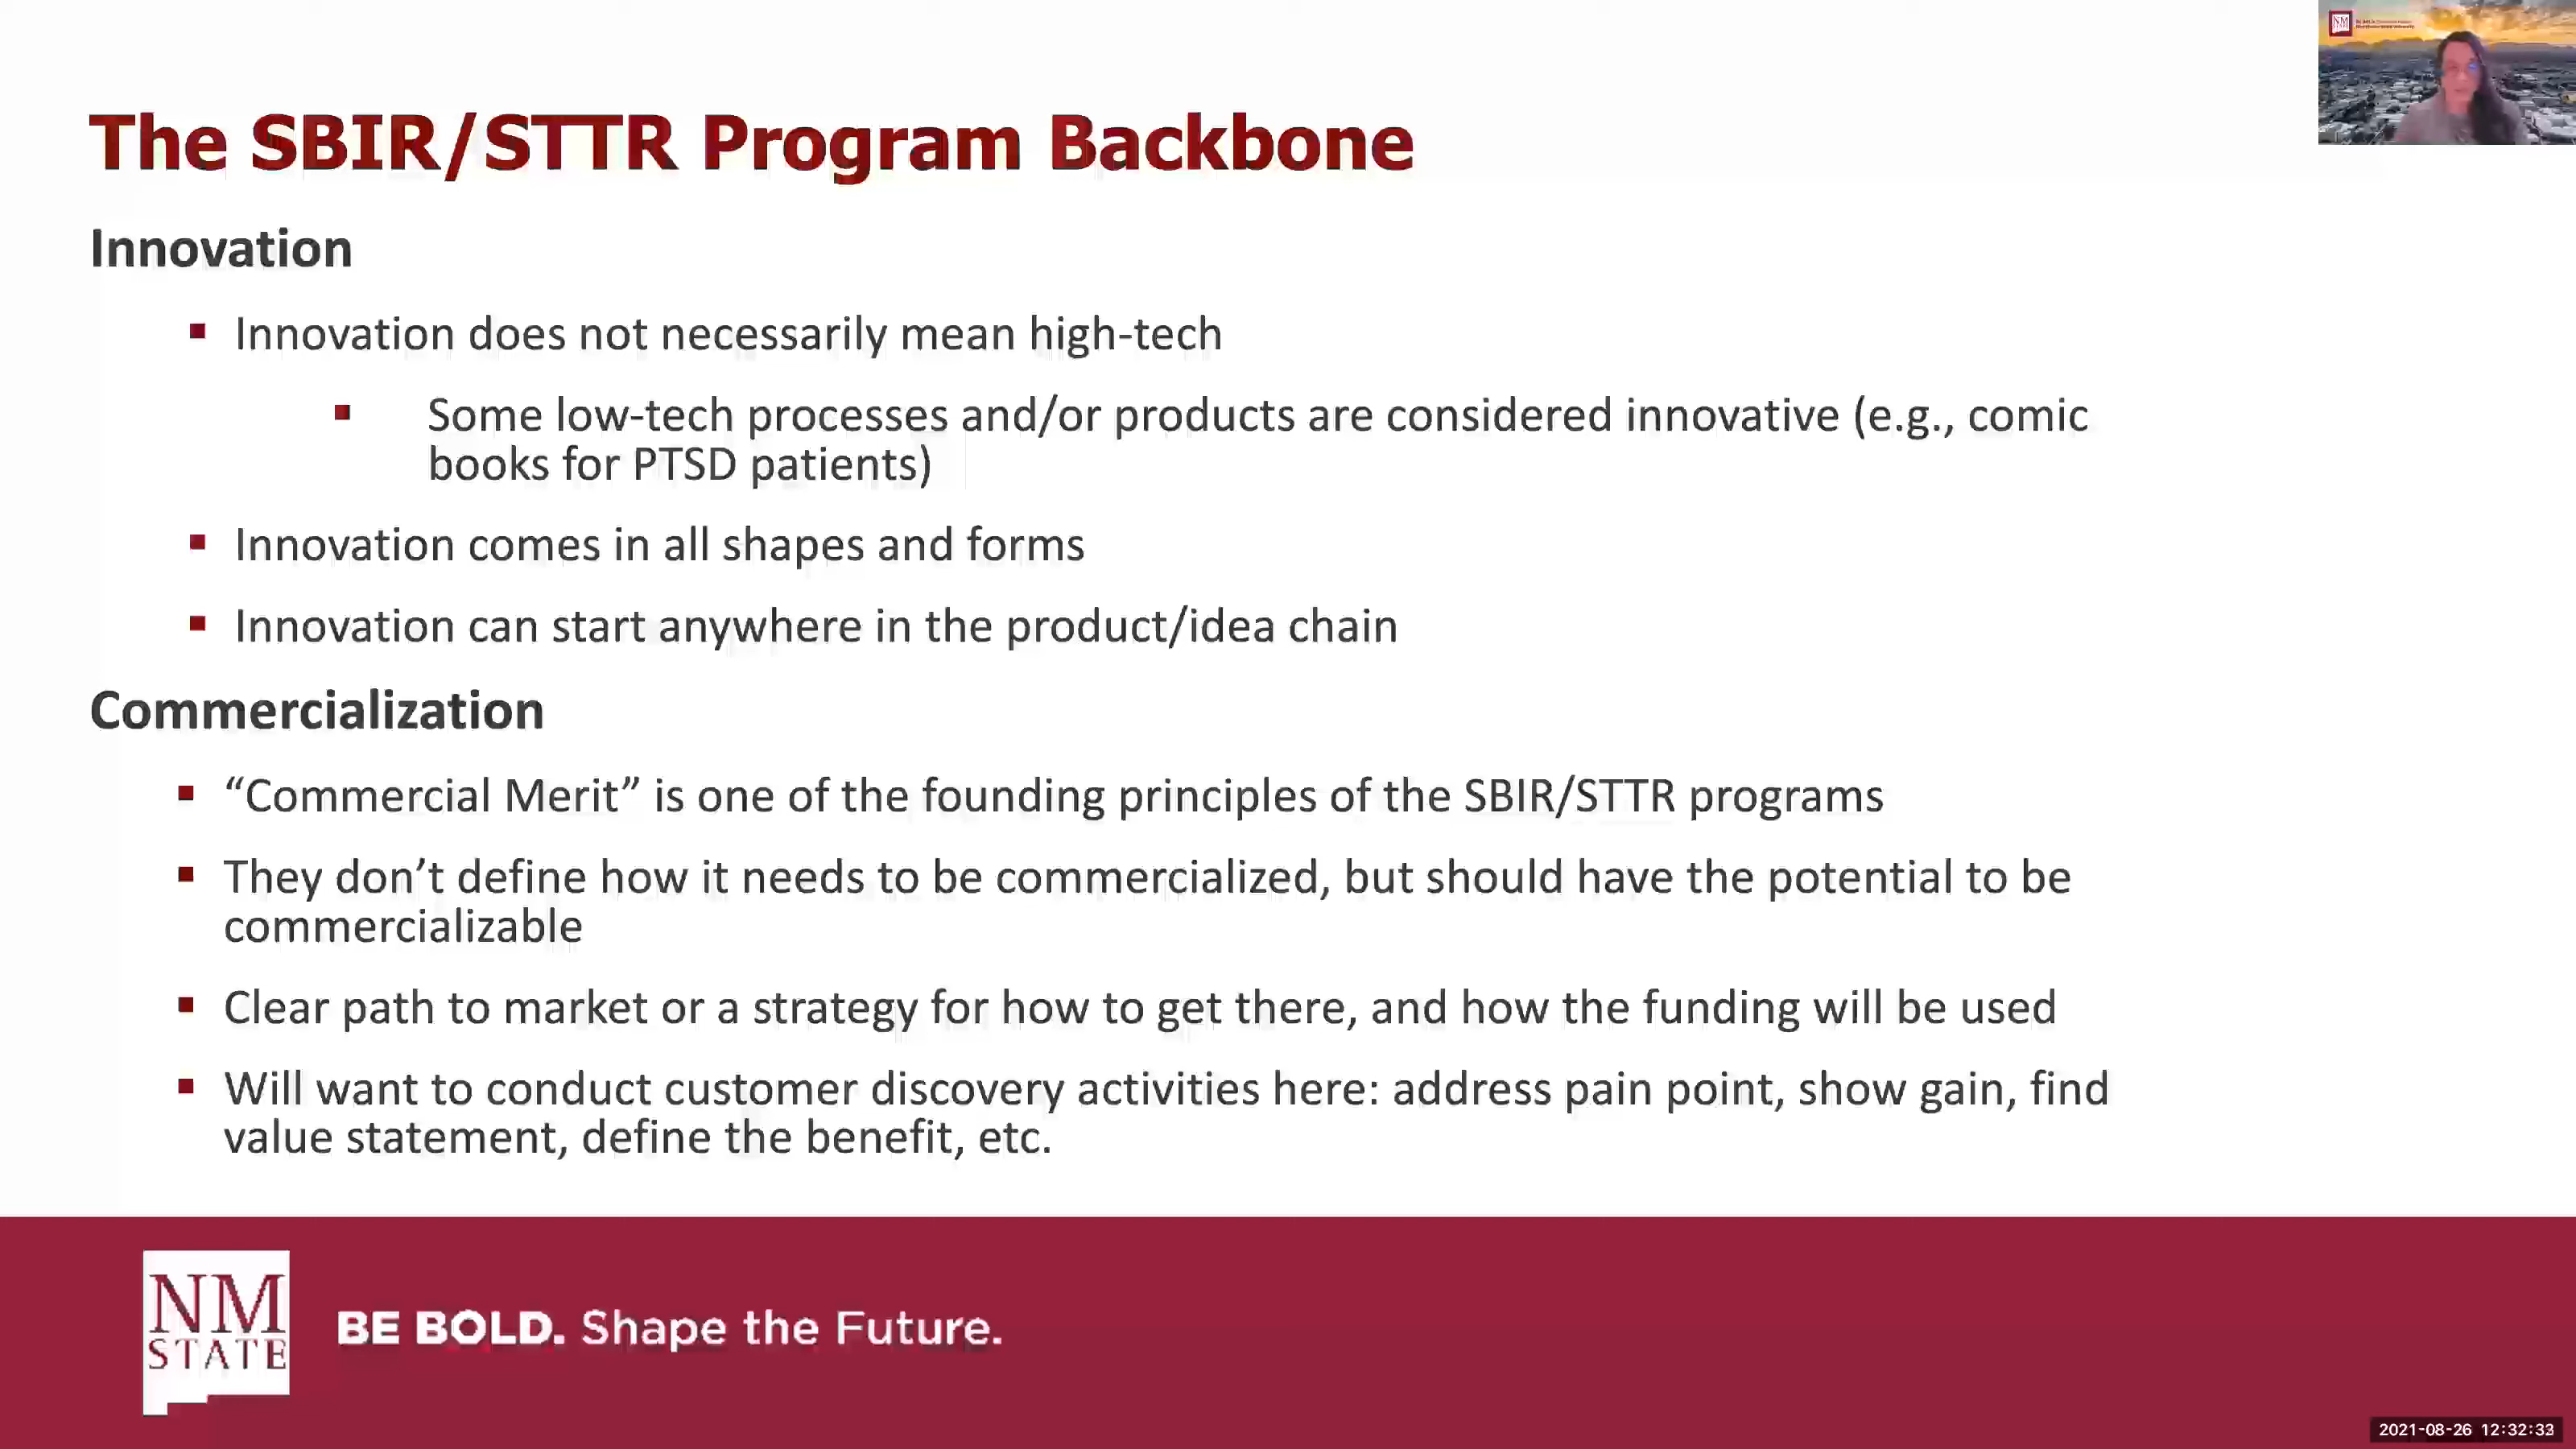 The SBIR/STTR Program Backbone
Innovation
▪ Innovation does not necessarily mean high-tech
▪ Some low-tech processes and/or products are considered innovative (e.g., comic
books for PTSD patients)
▪ Innovation comes in all shapes and forms
▪ Innovation can start anywhere in the product/idea chain
Commercialization
▪ “Commercial Merit” is one of the founding principles of the SBIR/STTR programs
▪ They don’t define how it needs to be commercialized, but should have the potential to be
commercializable
▪ Clear path to market or a strategy for how to get there, and how the funding will be used
▪ Will want to conduct customer discovery activities here: address pain point, show gain, find
value statement, define the benefit, etc.
NM
STATE
BE BOLD. Shape the Future.
2021-08-26 12:32:33